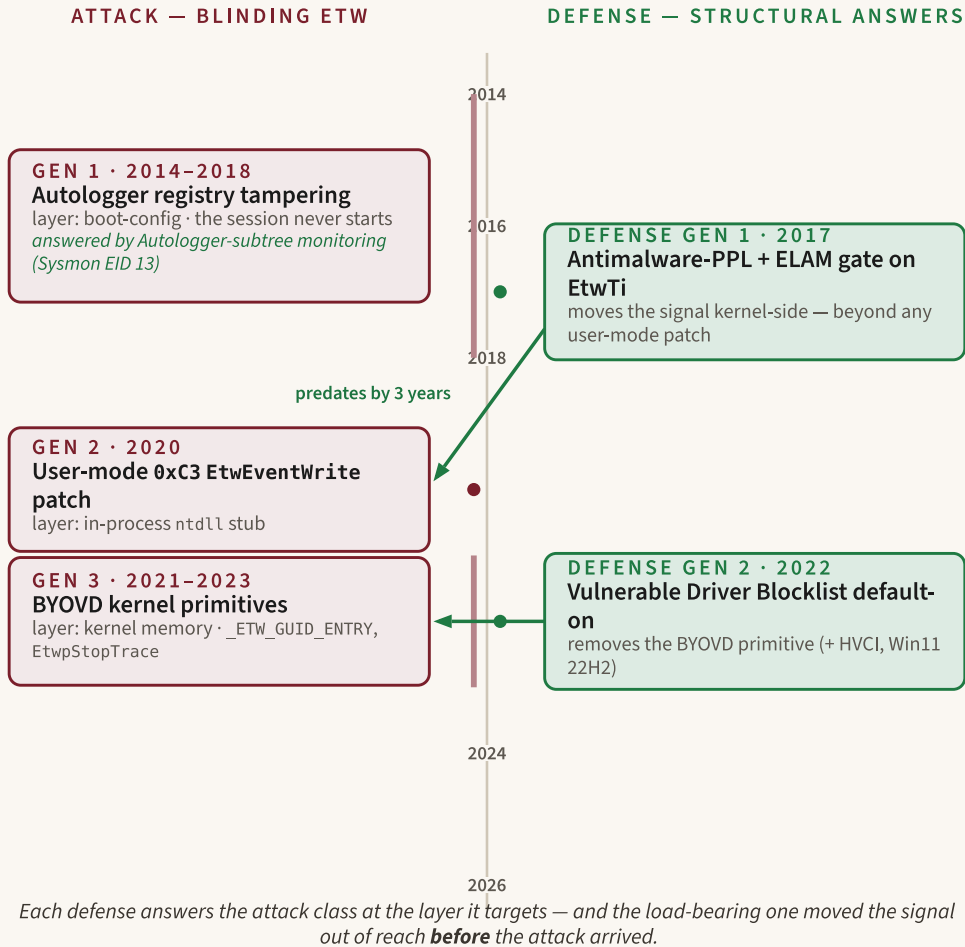 ATTACK — BLINDING ETW
DEFENSE — STRUCTURAL ANSWERS
2014
GEN 1 · 2014–2018
Autologger registry tampering
layer: boot-config · the session never starts
answered by Autologger-subtree monitoring
(Sysmon EID 13)
2016
DEFENSE GEN 1 · 2017
Antimalware-PPL + ELAM gate on
EtwTi
moves the signal kernel-side — beyond any
user-mode patch
2018
predates by 3 years
GEN 2 · 2020
User-mode 0xC3 EtwEventWrite
patch
layer: in-process ntdll stub
GEN 3 · 2021–2023
BYOVD kernel primitives
layer: kernel memory · _ETW_GUID_ENTRY,
EtwpStopTrace
DEFENSE GEN 2 · 2022
Vulnerable Driver Blocklist default-
on
removes the BYOVD primitive (+ HVCI, Win11
22H2)
2024
2026
Each defense answers the attack class at the layer it targets — and the load-bearing one moved the signal
out of reach before the attack arrived.